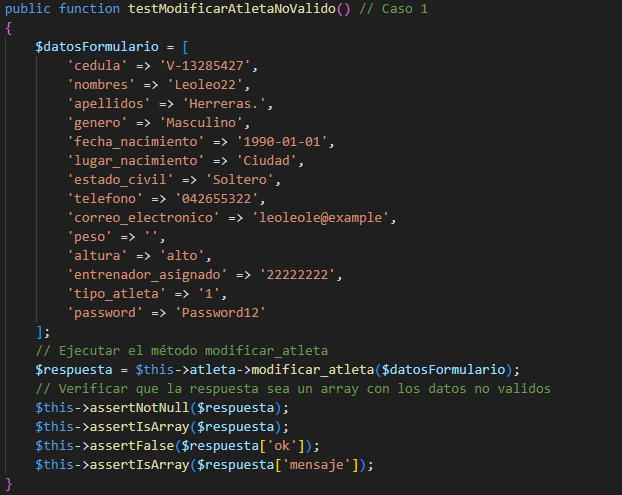 public function testModificarAtletaNoValido() // Caso 1
{
    $datosFormulario = [
        'cedula' => 'V-13285427',
        'nombres' => 'Leoleo22',
        'apellidos' => 'Herreras.',
        'genero' => 'Masculino',
        'fecha_nacimiento' => '1990-01-01',
        'lugar_nacimiento' => 'Ciudad',
        'estado_civil' => 'Soltero',
        'telefono' => '042655322',
        'correo_electronico' => 'leoleole@example',
        'peso' => '',
        'altura' => 'alto',
        'entrenador_asignado' => '22222222',
        'tipo_atleta' => '1',
        'password' => 'Password12'
    ];
    // Ejecutar el método modificar_atleta
    $respuesta = $this->atleta->modificar_atleta($datosFormulario);
    // Verificar que la respuesta sea un array con los datos no validos
    $this->assertNotNull($respuesta);
    $this->assertIsArray($respuesta);
    $this->assertFalse($respuesta['ok']);
    $this->assertIsArray($respuesta['mensaje']);
}